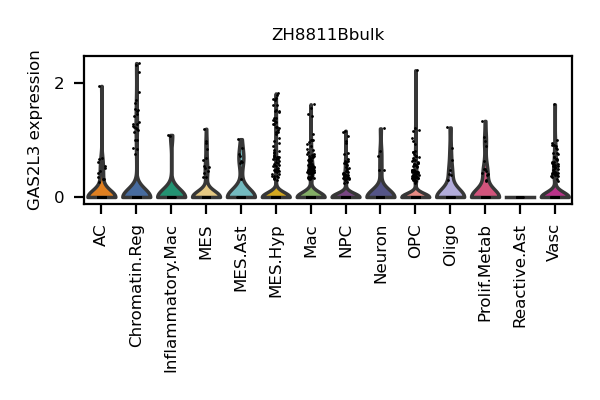 ZH8811Bbulk
GAS2L3 expression
2
0
AC
Chromatin.Reg
Inflammatory.Mac
MES
MES.Ast
MES.Hyp
Mac
NPC
Neuron
OPC
Oligo
Prolif.Metab
Reactive.Ast
Vasc